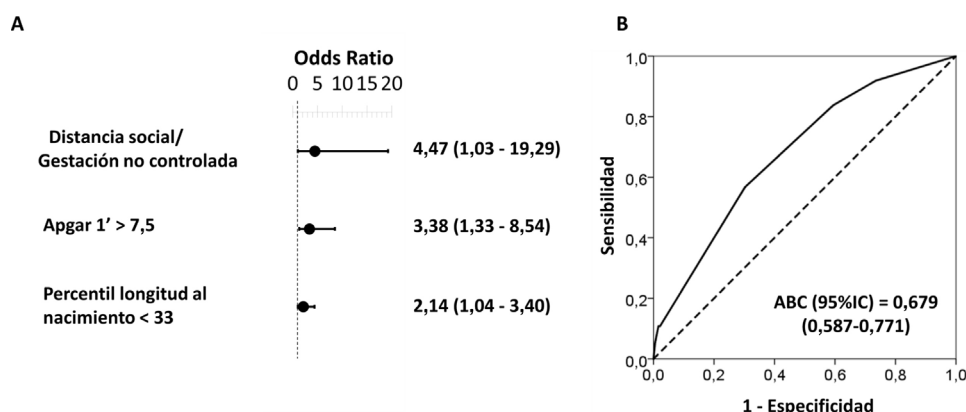 A
Odds Ratio
0 5 10 15 20
Distancia social/
Gestación no controlada
4,47 (1,03 - 19,29)
Apgar 1’ > 7,5
3,38 (1,33 - 8,54)
Percentil longitud al
nacimiento < 33
2,14 (1,04 - 3,40)
B
1,0
0,8
0,6
0,4
0,2
0,0
Sensibilidad
ABC (95%IC) = 0,679
(0,587-0,771)
0,0 0,2 0,4 0,6 0,8 1,0
1 - Especificidad